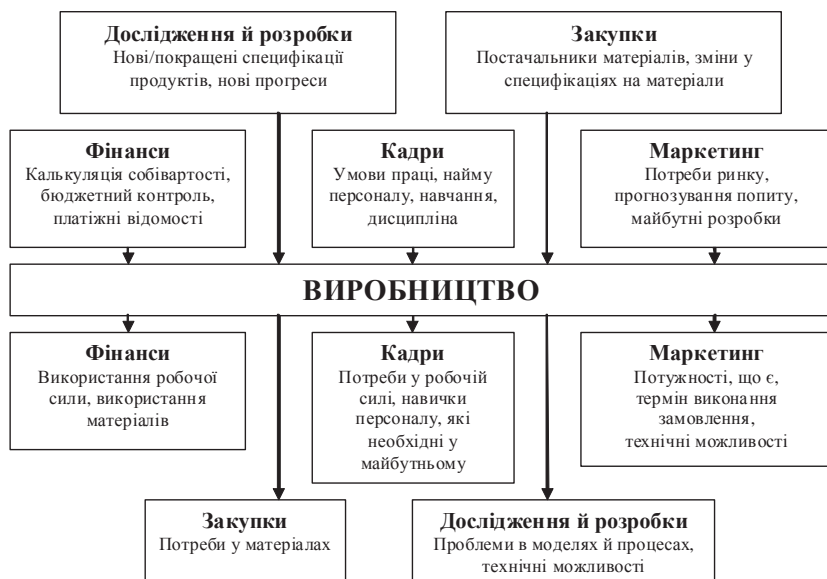 Дослідження й розробки
Нові/покращені специфікації
продуктів, нові прогреси
Закупки
Постачальники матеріалів, зміни у
специфікаціях на матеріали
Фінанси
Калькуляція собівартості,
бюджетний контроль,
платіжні відомості
Кадри
Умови праці, найму
персоналу, навчання,
дисципліна
Маркетинг
Потреби ринку,
прогнозування попиту,
майбутні розробки
ВИРОБНИЦТВО
Фінанси
Використання робочої
сили, використання
матеріалів
Кадри
Потреби у робочій
силі, навички
персоналу, які
необхідні у
майбутньому
Маркетинг
Потужності, що є,
термін виконання
замовлення,
технічні можливості
Закупки
Потреби у матеріалах
Дослідження й розробки
Проблеми в моделях й процесах,
технічні можливості